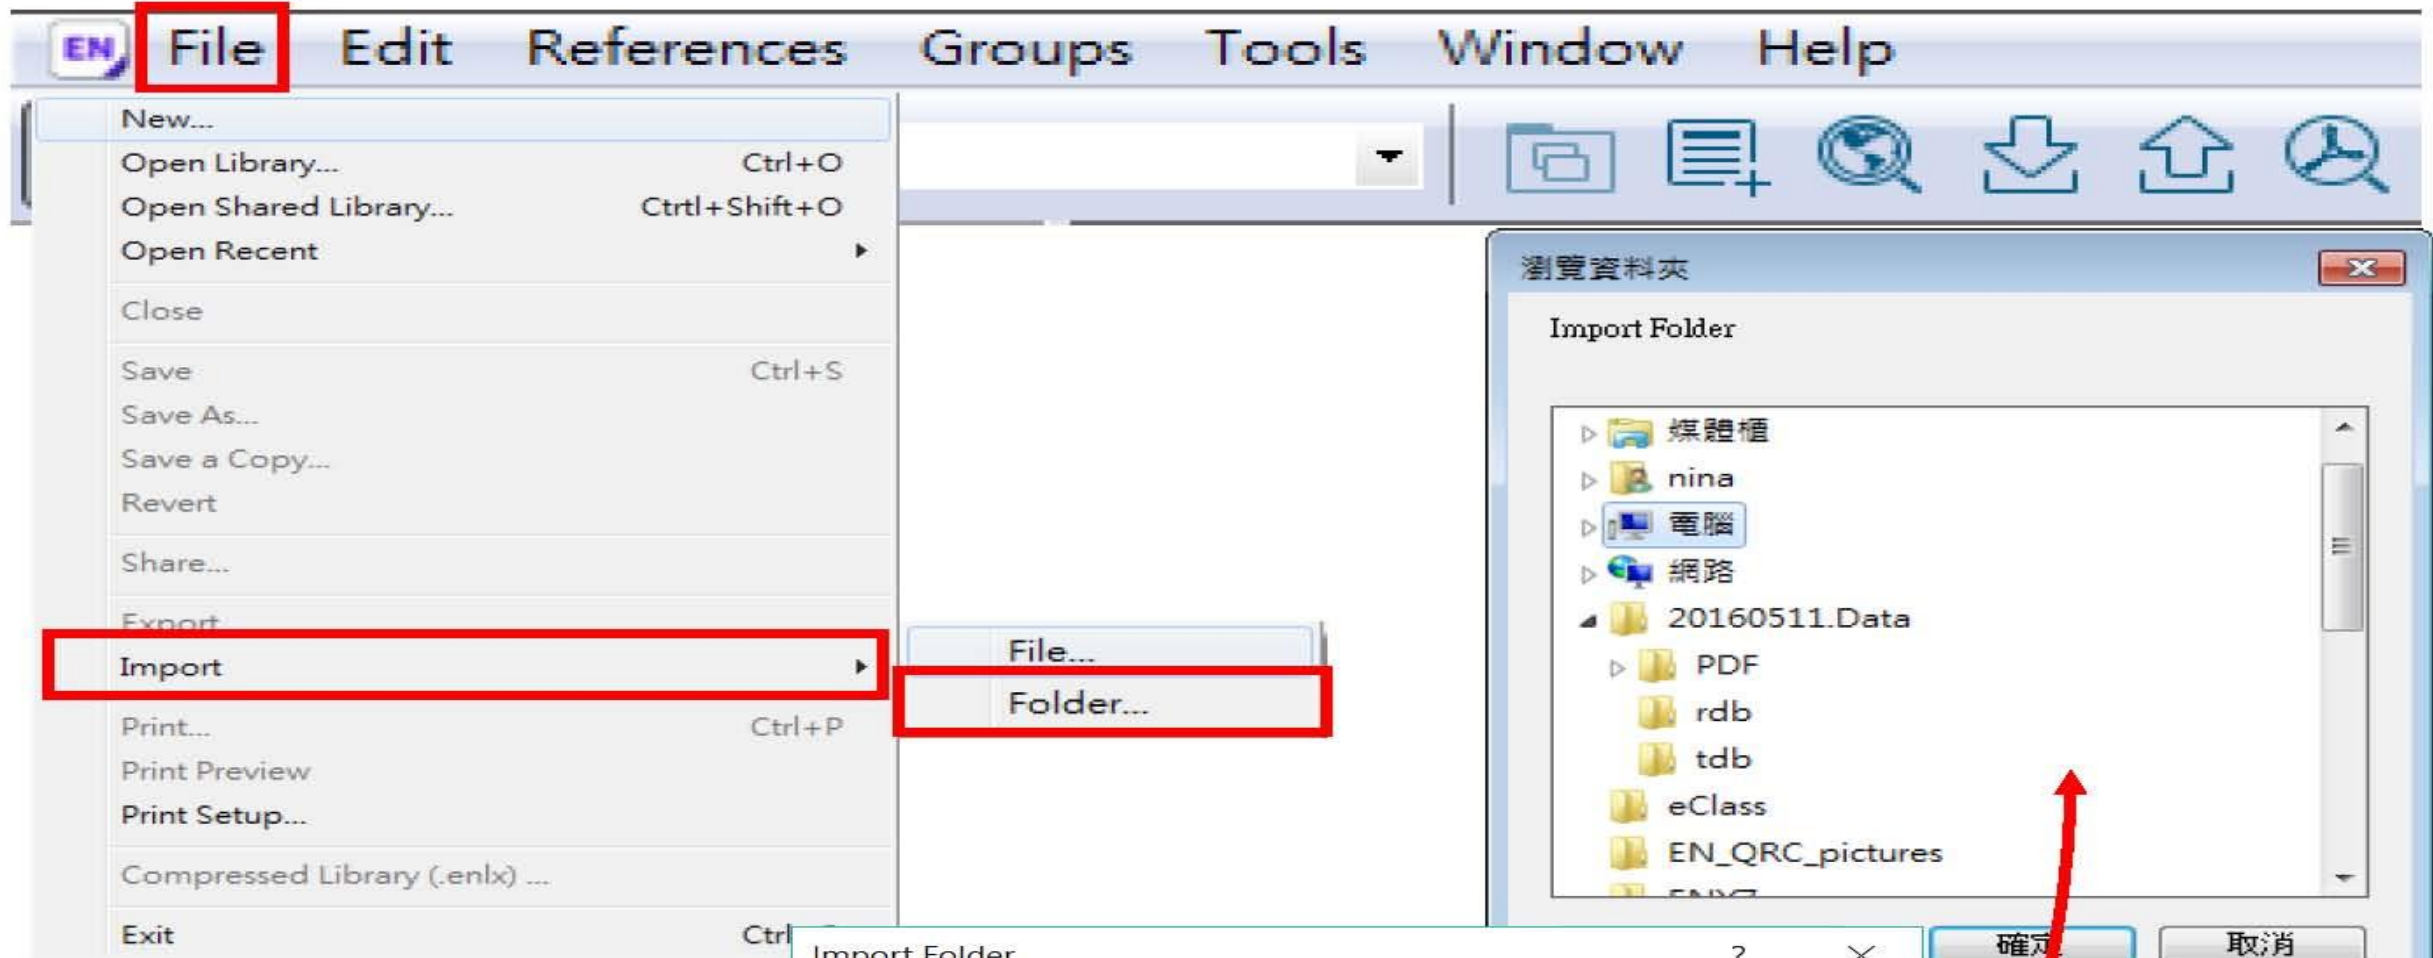 EN File Edit References Groups Tools Window Help
New...
Open Library... Ctrl+O
Open Shared Library... Ctrtl+Shift+O
Open Recent
Close
Save Ctrl+S
Save As...
Save a Copy...
Revert
Share...
Export
Import
File...
Folder...
Print... Ctrl+P
Print Preview
Print Setup...
Compressed Library (.enlx) ...
Exit Ctrl
瀏覽資料夾
Import Folder
媒體櫃
nina
電腦
網路
20160511.Data
PDF
rdb
tdb
eClass
EN_QRC_pictures
確定 取消
Import Folder ?